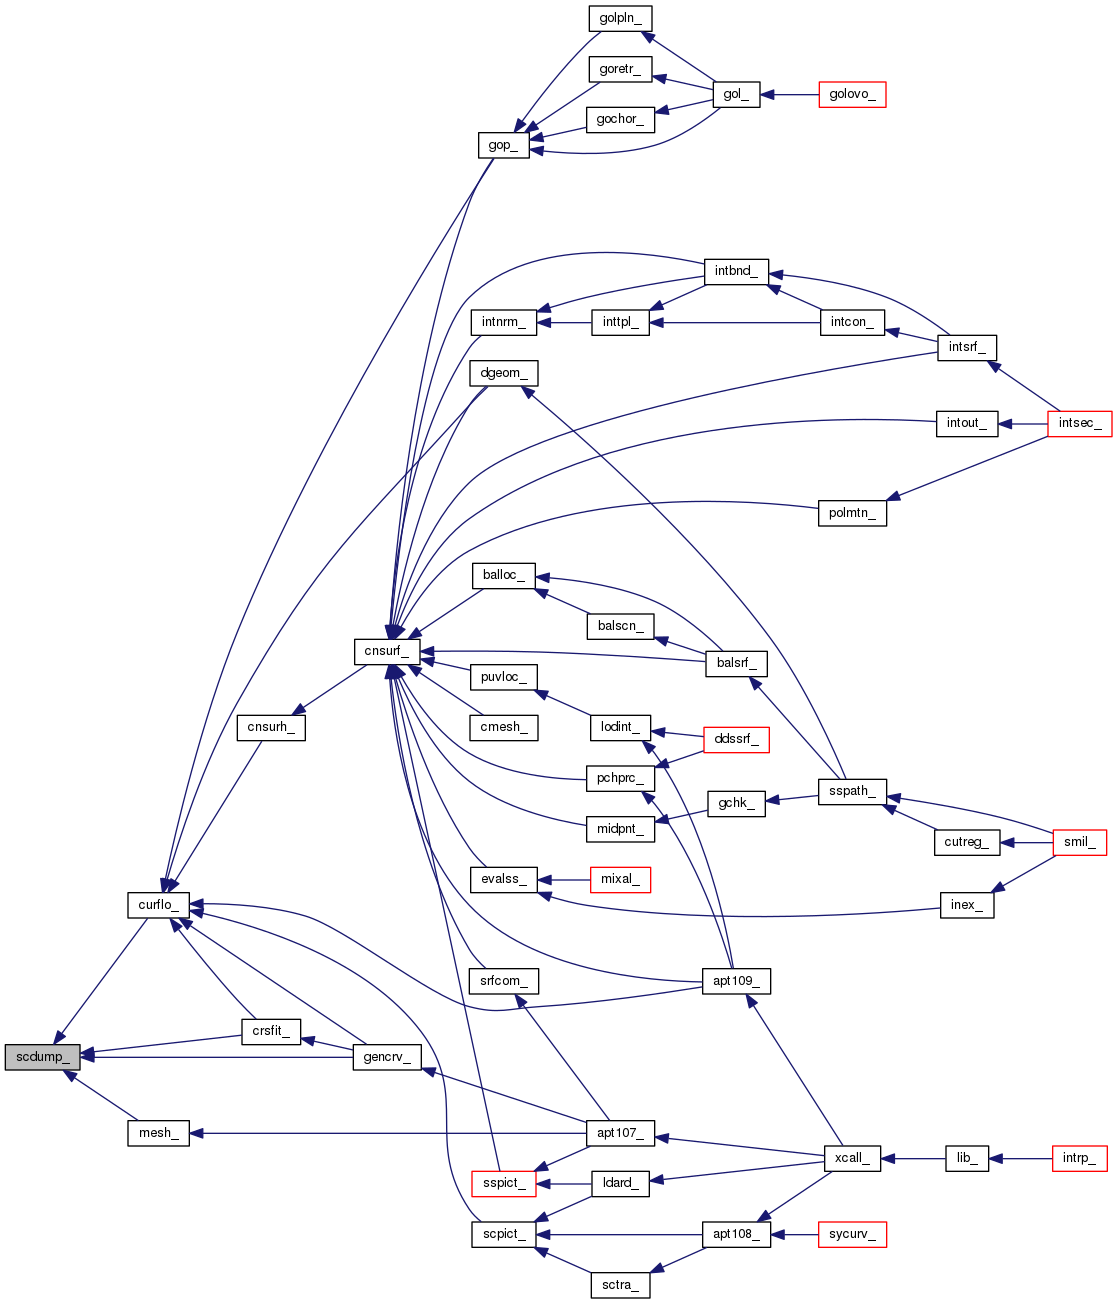 golpln_
goretr_
gol_
golovo_
gochor_
gop_
intbnd_
intnrm_
inttpl_
intcon_
intsrf_
dgeom_
intout_
intsec_
polmtn_
balloc_
balscn_
cnsurf_
balsrf_
puvloc_
cnsurh_
cmesh_
lodint_
ddssrf_
pchprc_
sspath_
gchk_
midpnt_
cutreg_
smil_
evalss_
mixal_
curflo_
inex_
srfcom_
apt109_
crsfit_
scdump_
gencrv_
mesh_
apt107_
xcall_
lib_
intrp_
sspict_
ldard_
scpict_
apt108_
sycurv_
sctra_